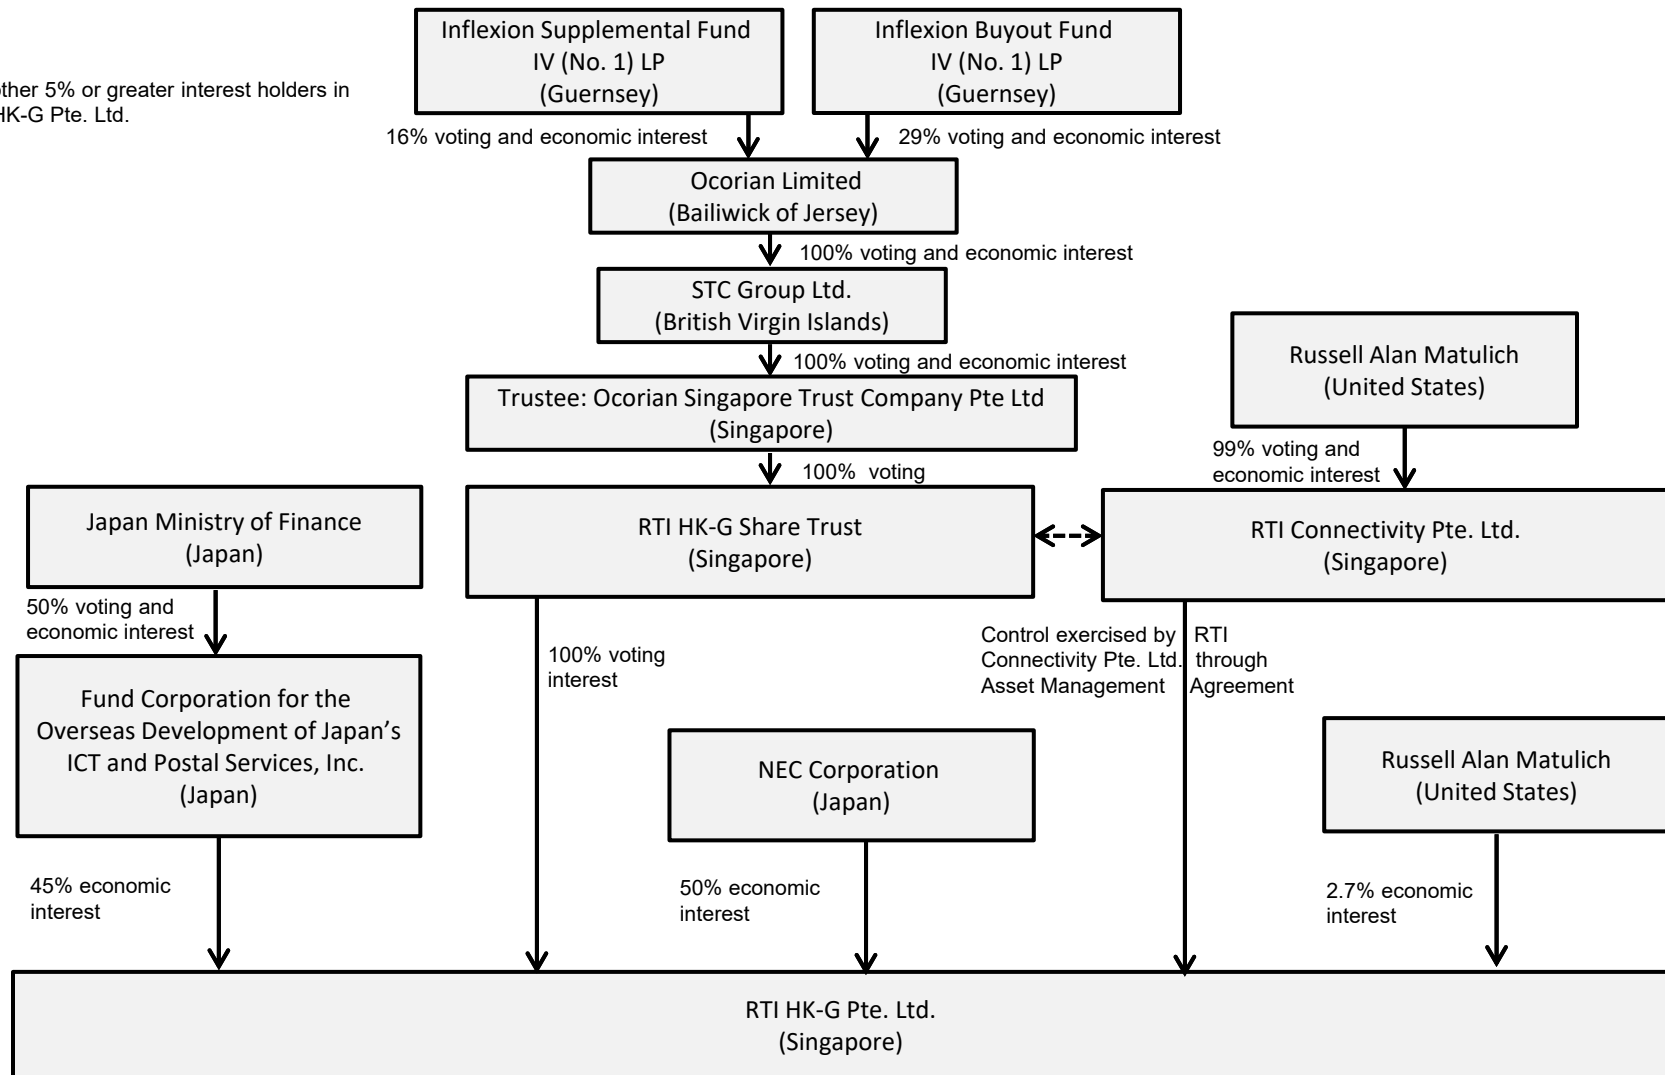 Inflexion Supplemental Fund
IV (No. 1) LP
(Guernsey)
Inflexion Buyout Fund
IV (No. 1) LP
(Guernsey)
other 5% or greater interest holders in
HK-G Pte. Ltd.
16% voting and economic interest
29% voting and economic interest
Ocorian Limited
(Bailiwick of Jersey)
100% voting and economic interest
STC Group Ltd.
(British Virgin Islands)
100% voting and economic interest
Trustee: Ocorian Singapore Trust Company Pte Ltd
(Singapore)
Russell Alan Matulich
(United States)
99% voting and
economic interest
100% voting
Japan Ministry of Finance
(Japan)
RTI HK-G Share Trust
(Singapore)
RTI Connectivity Pte. Ltd.
(Singapore)
50% voting and
economic interest
100% voting
interest
Control exercised by RTI
Connectivity Pte. Ltd. through
Asset Management Agreement
Fund Corporation for the
Overseas Development of Japan’s
ICT and Postal Services, Inc.
(Japan)
NEC Corporation
(Japan)
Russell Alan Matulich
(United States)
45% economic
interest
50% economic
interest
2.7% economic
interest
RTI HK-G Pte. Ltd.
(Singapore)